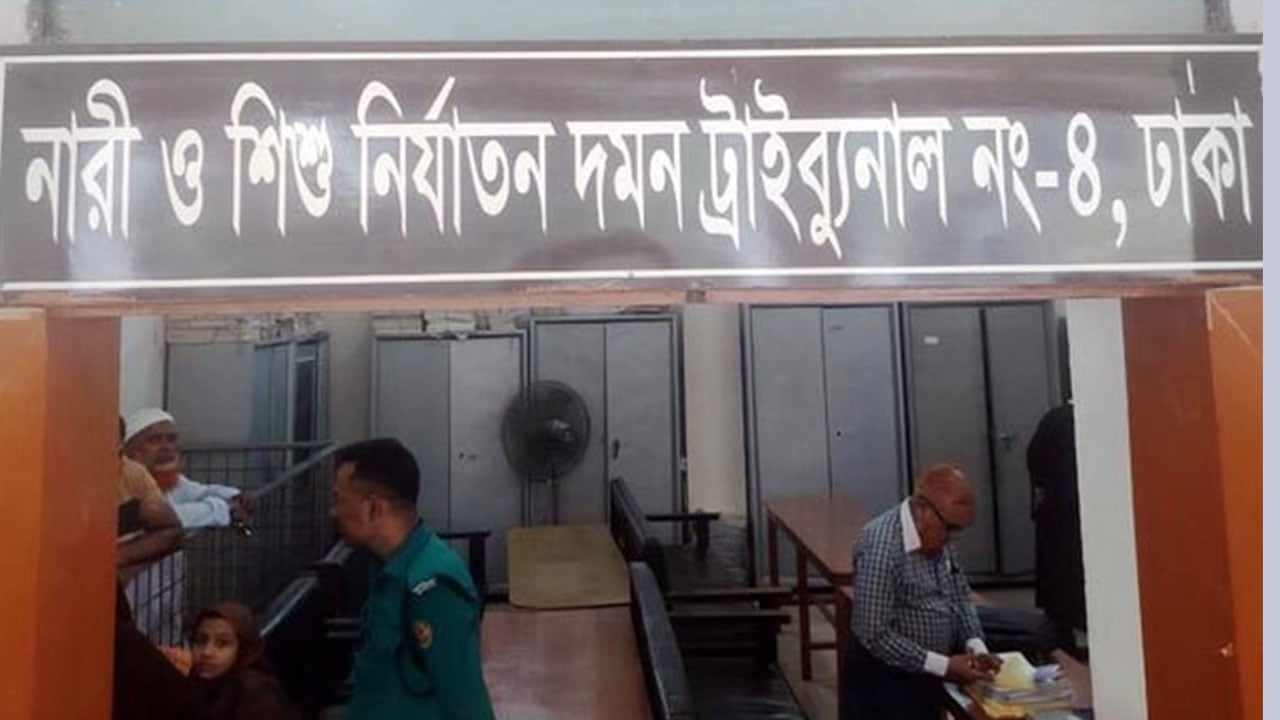 নারী ও শিশু নির্যাতন দমন ট্রাইব্যুনাল নং-৪, ঢাকা